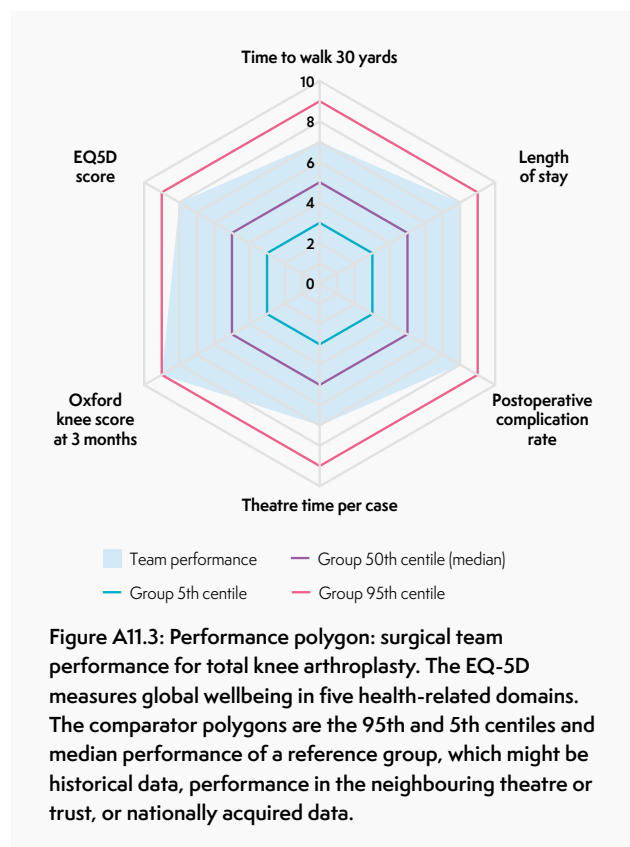 Time to walk 30 yards
10
8
6
4
2
0
EQ5D
score
Length
of stay
Oxford
knee score
at 3 months
Postoperative
complication
rate
Theatre time per case
Team performance
Group 50th centile (median)
Group 5th centile
Group 95th centile
Figure A11.3: Performance polygon: surgical team
performance for total knee arthroplasty. The EQ-5D
measures global wellbeing in five health-related domains.
The comparator polygons are the 95th and 5th centiles and
median performance of a reference group, which might be
historical data, performance in the neighbouring theatre or
trust, or nationally acquired data.